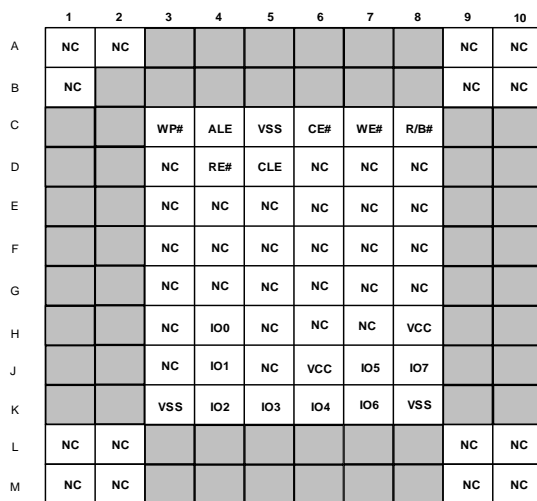 1 2 3 4 5 6 7 8 9 10
A NC NC NC NC
B NC NC NC
C WP# ALE VSS CE# WE# R/B#
D NC RE# CLE NC NC NC
E NC NC NC NC NC NC
F NC NC NC NC NC NC
G NC NC NC NC NC NC
H NC IO0 NC NC NC VCC
J NC IO1 NC VCC IO5 IO7
K VSS IO2 IO3 IO4 IO6 VSS
L NC NC NC NC
M NC NC NC NC